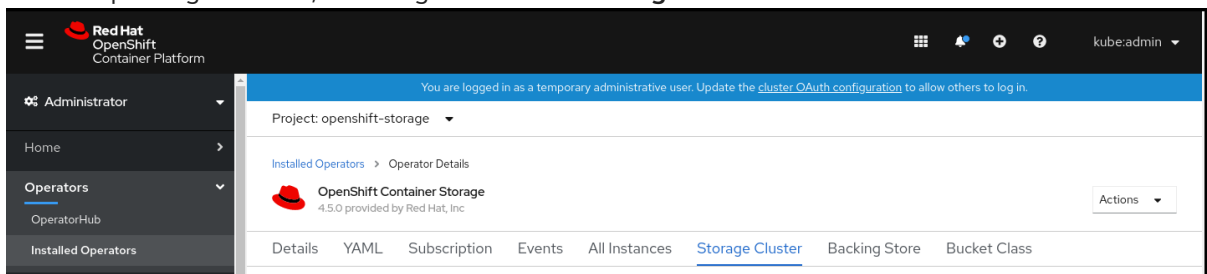 Red Hat
OpenShift
Container Platform
kube:admin
You are logged in as a temporary administrative user. Update the cluster OAuth configuration to allow others to log in.
Administrator
Project: openshift-storage
Home
Installed Operators > Operator Details
Operators
OpenShift Container Storage
4.5.0 provided by Red Hat, Inc
Actions
OperatorHub
Installed Operators
Details YAML Subscription Events All Instances Storage Cluster Backing Store Bucket Class